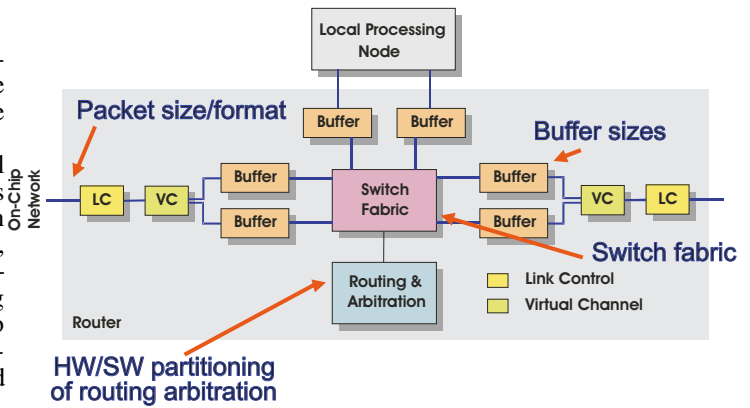 Local Processing
Node
Packet size/format
Buffer
Buffer
Buffer sizes
On-Chip
Network
LC
VC
Buffer
Buffer
Switch
Fabric
Buffer
Buffer
VC
LC
Switch fabric
Routing &
Arbitration
Link Control
Virtual Channel
Router
HW/SW partitioning
of routing arbitration